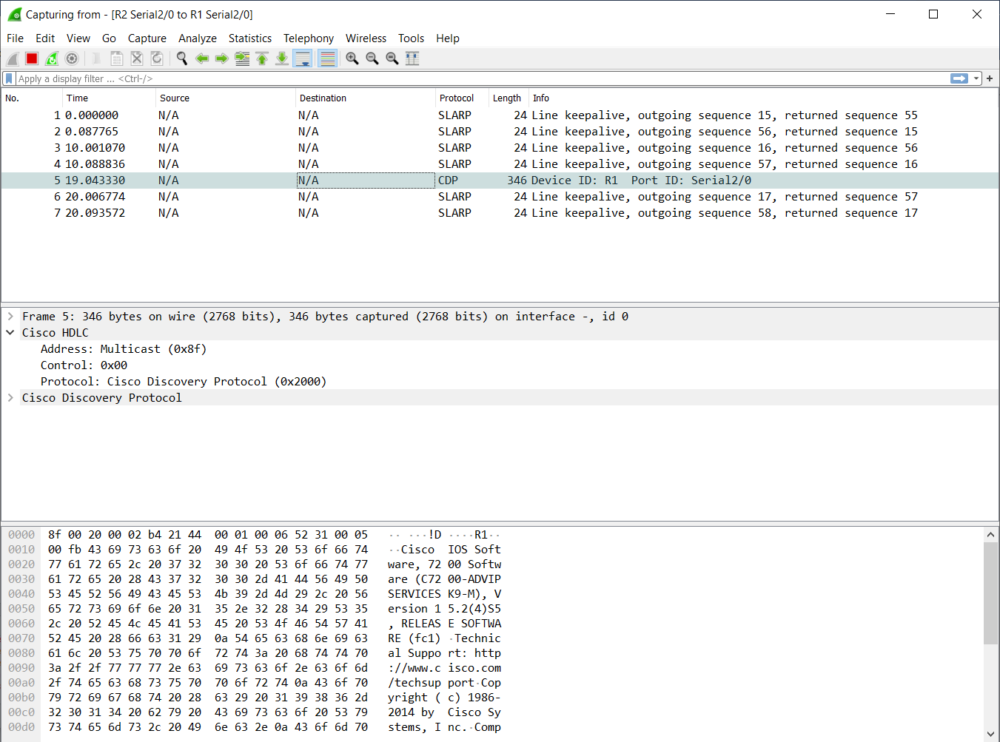 Capturing from - [R2 Serial2/0 to R1 Serial2/0]
File Edit View Go Capture Analyze Statistics Telephony Wireless Tools Help
Apply a display filter ... <Ctrl-/>
No. Time Source Destination Protocol Length Info
1 0.000000 N/A N/A SLARP 24 Line keepalive, outgoing sequence 15, returned sequence 55
2 0.087765 N/A N/A SLARP 24 Line keepalive, outgoing sequence 56, returned sequence 15
3 10.001070 N/A N/A SLARP 24 Line keepalive, outgoing sequence 16, returned sequence 56
4 10.088836 N/A N/A SLARP 24 Line keepalive, outgoing sequence 57, returned sequence 16
5 19.043330 N/A N/A CDP 346 Device ID: R1  Port ID: Serial2/0
6 20.006774 N/A N/A SLARP 24 Line keepalive, outgoing sequence 17, returned sequence 57
7 20.093572 N/A N/A SLARP 24 Line keepalive, outgoing sequence 58, returned sequence 17
Frame 5: 346 bytes on wire (2768 bits), 346 bytes captured (2768 bits) on interface -, id 0
Cisco HDLC
Address: Multicast (0x8f)
Control: 0x00
Protocol: Cisco Discovery Protocol (0x2000)
Cisco Discovery Protocol
0000 8f 00 20 00 02 b4 21 44 00 01 00 06 52 31 00 05 ·· ···!D ····R1··
0010 00 fb 43 69 73 63 6f 20 49 4f 53 20 53 6f 66 74 ··Cisco IOS Soft
0020 77 61 72 65 2c 20 37 32 30 30 20 53 6f 66 74 77 ware, 72 00 Softw
0030 61 72 65 20 28 43 37 32 30 30 2d 41 44 56 49 50 are (C72 00-ADVIP
0040 53 45 52 56 49 43 45 53 4b 39 2d 4d 29 2c 20 56 SERVICES K9-M), V
0050 65 72 73 69 6f 6e 20 31 35 2e 32 28 34 29 53 35 ersion 1 5.2(4)S5
0060 2c 20 52 45 4c 45 41 53 45 20 53 4f 46 54 57 41 , RELEAS E SOFTWA
0070 52 45 20 28 66 63 31 29 0a 54 65 63 68 6e 69 63 RE (fc1) ·Technic
0080 61 6c 20 53 75 70 70 6f 72 74 3a 20 68 74 74 70 al Suppo rt: http
0090 3a 2f 2f 77 77 77 2e 63 69 73 63 6f 2e 63 6f 6d ://www.c isco.com
00a0 2f 74 65 63 68 73 75 70 70 6f 72 74 0a 43 6f 70 /techsup port·Cop
00b0 79 72 69 67 68 74 20 28 63 29 20 31 39 38 36 2d yright ( c) 1986-
00c0 32 30 31 34 20 62 79 20 43 69 73 63 6f 20 53 79 2014 by Cisco Sy
00d0 73 74 65 6d 73 2c 20 49 6e 63 2e 0a 43 6f 6d 70 stems, I nc.·Comp